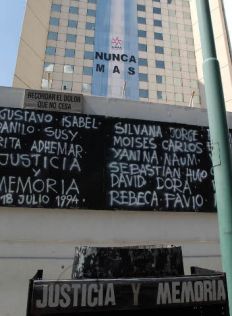 NUNCA
MAS
RECORDAR EL DOLOR
QUE NO CESA
GUSTAVO ISABEL
DANILO SUSY
RITA ADHEMAR
JUSTICIA
Y
MEMORIA
18 JULIO 1994.
SILVANA JORGE
MOISES CARLOS
YANINA NAUM
SEBASTIAN HUGO
DAVID DORA
REBECA FAVIO
JUSTICIA Y MEMORIA